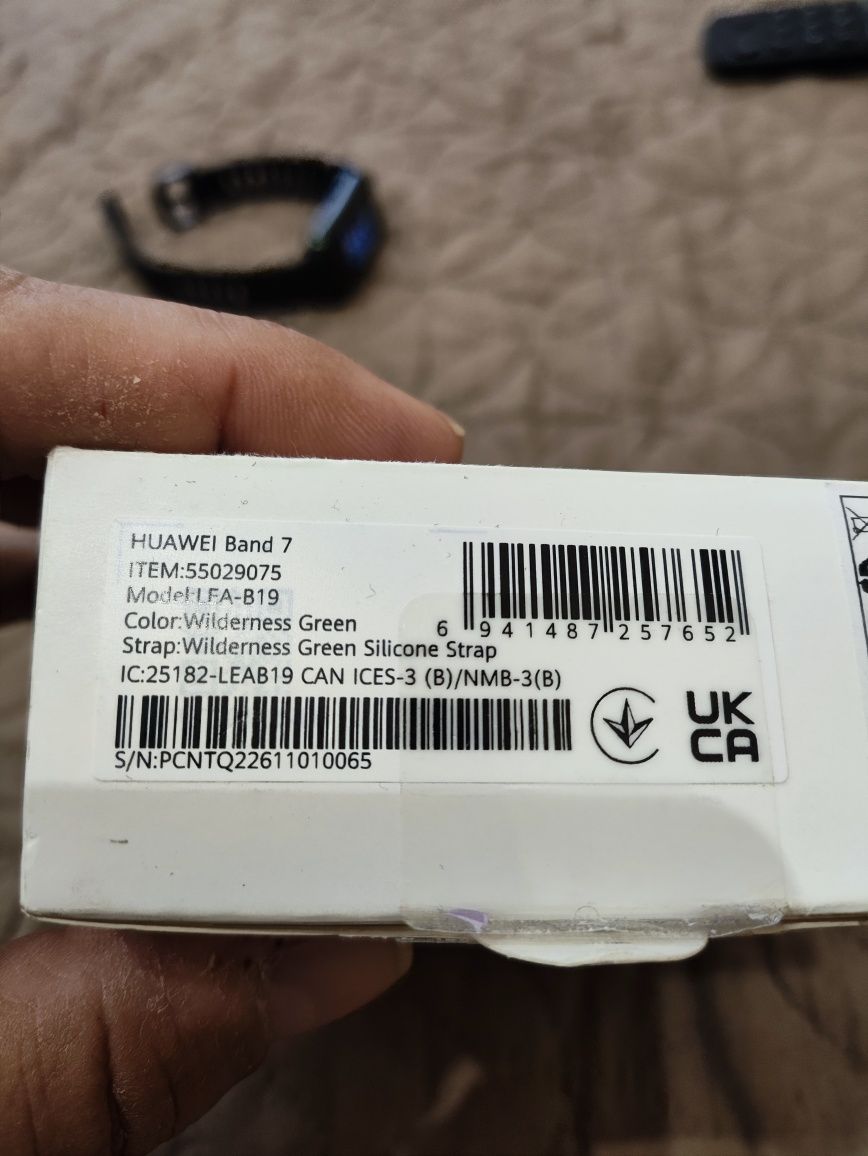 HUAWEI Band 7
ITEM:55029075
Model:LEA-B19
Color:Wilderness Green
6 941487 257652
Strap:Wilderness Green Silicone Strap
IC:25182-LEAB19 CAN ICES-3 (B)/NMB-3(B)
S/N:PCNTQ22611010065
UK
CA